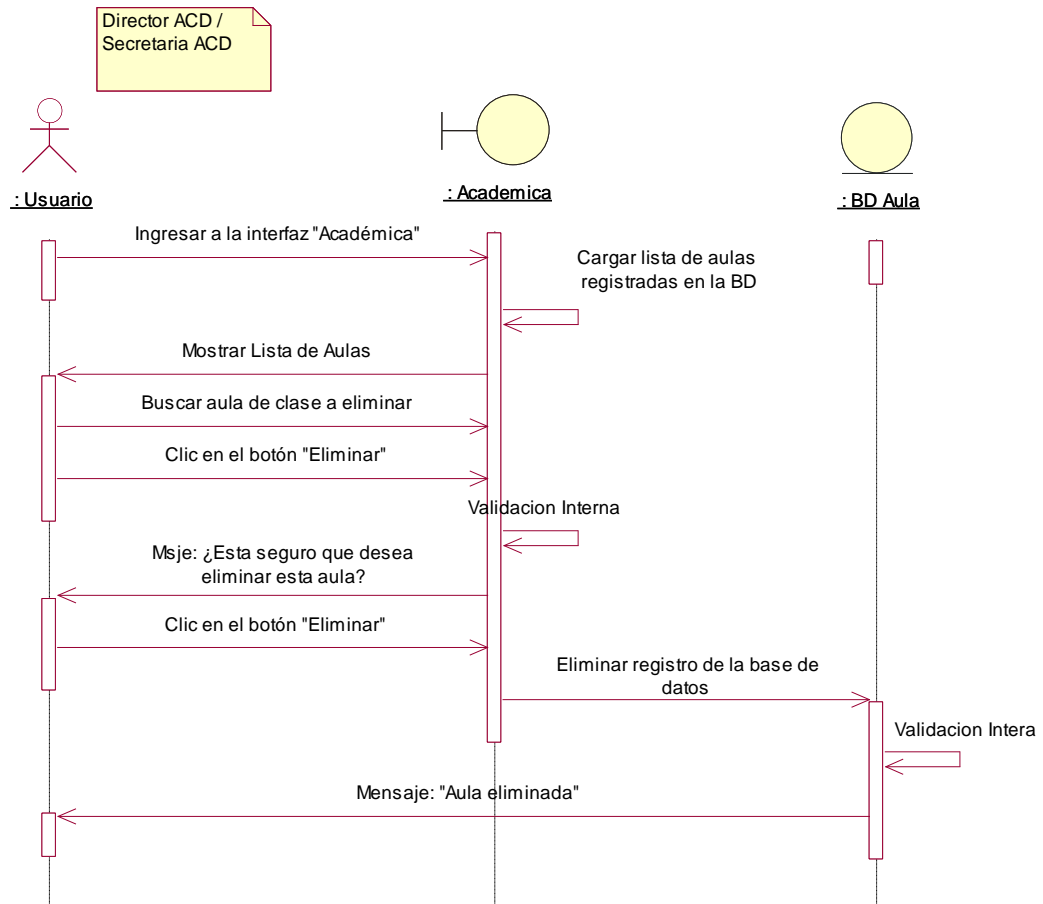 Director ACD /
Secretaria ACD
: Usuario
: Academica
: BD Aula
Ingresar a la interfaz "Académica"
Cargar lista de aulas
registradas en la BD
Mostrar Lista de Aulas
Buscar aula de clase a eliminar
Clic en el botón "Eliminar"
Validacion Interna
Msje: ¿Esta seguro que desea
eliminar esta aula?
Clic en el botón "Eliminar"
Eliminar registro de la base de
datos
Validacion Intera
Mensaje: "Aula eliminada"